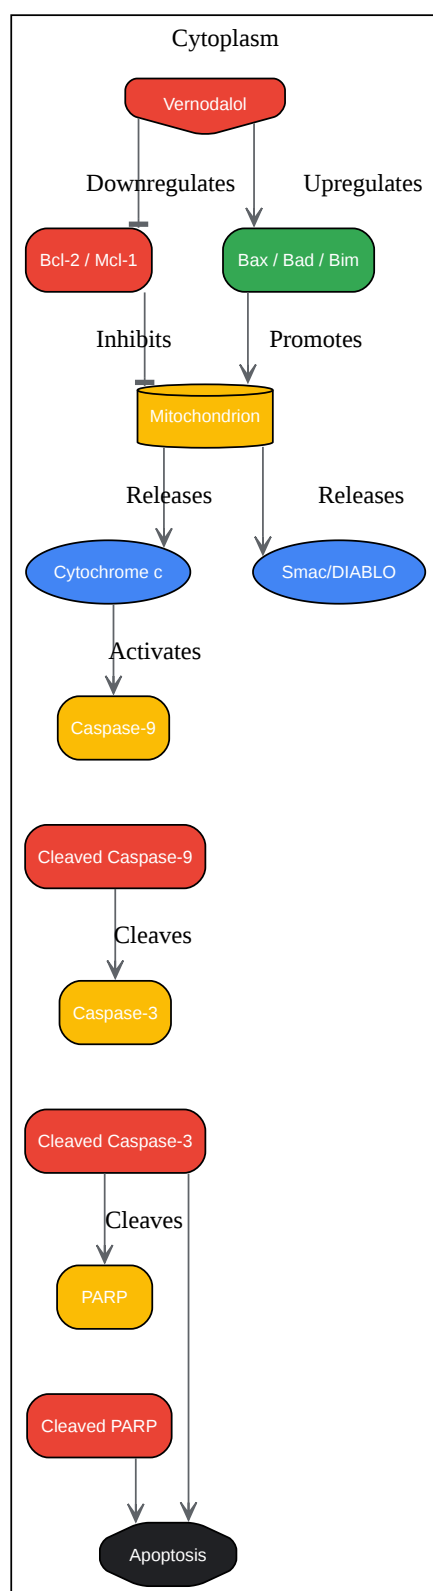 Cytoplasm
Vernodalol
Downregulates
Upregulates
Bcl-2 / Mcl-1
Bax / Bad / Bim
Inhibits
Promotes
Mitochondrion
Releases
Releases
Cytochrome c
Smac/DIABLO
Activates
Caspase-9
Cleaved Caspase-9
Cleaves
Caspase-3
Cleaved Caspase-3
Cleaves
PARP
Cleaved PARP
Apoptosis